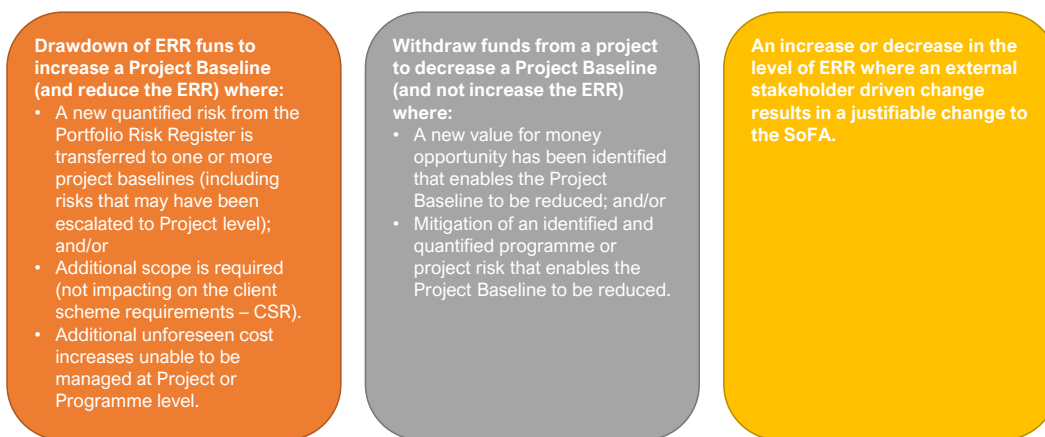 Drawdown of ERR funs to
increase a Project Baseline
(and reduce the ERR) where:
• A new quantified risk from the
Portfolio Risk Register is
transferred to one or more
project baselines (including
risks that may have been
escalated to Project level);
and/or
• Additional scope is required
(not impacting on the client
scheme requirements – CSR).
• Additional unforeseen cost
increases unable to be
managed at Project or
Programme level.
Withdraw funds from a project
to decrease a Project Baseline
(and not increase the ERR)
where:
• A new value for money
opportunity has been identified
that enables the Project
Baseline to be reduced; and/or
• Mitigation of an identified and
quantified programme or
project risk that enables the
Project Baseline to be reduced.
An increase or decrease in the
level of ERR where an external
stakeholder driven change
results in a justifiable change to
the SoFA.